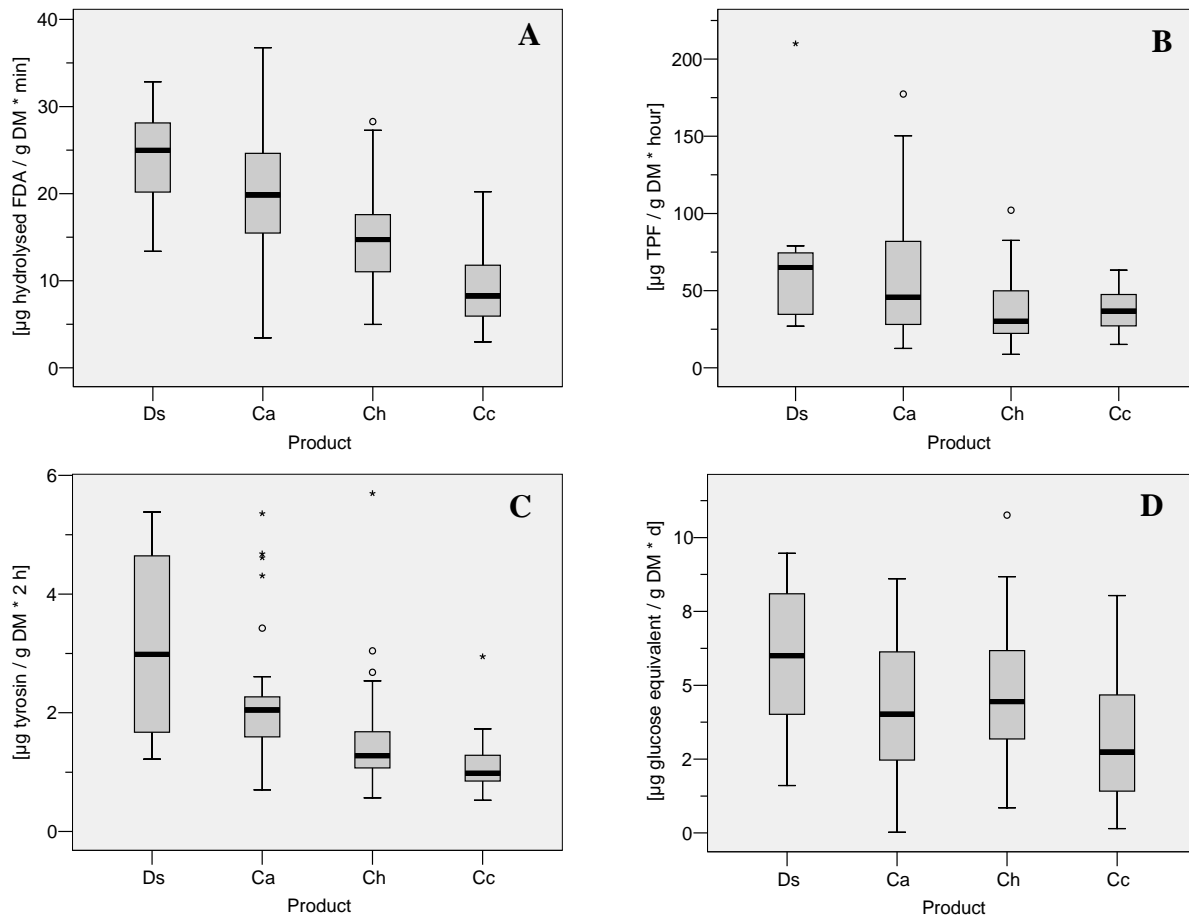 A
[µg hydrolysed FDA / g DM * min]
40
30
20
10
0
Ds Ca Ch Cc
Product
B
[µg TPF / g DM * hour]
200
150
100
50
0
Ds Ca Ch Cc
Product
C
[µg tyrosin / g DM * 2 h]
6
4
2
0
Ds Ca Ch Cc
Product
D
[µg glucose equivalent / g DM * d]
10
8
5
2
0
Ds Ca Ch Cc
Product